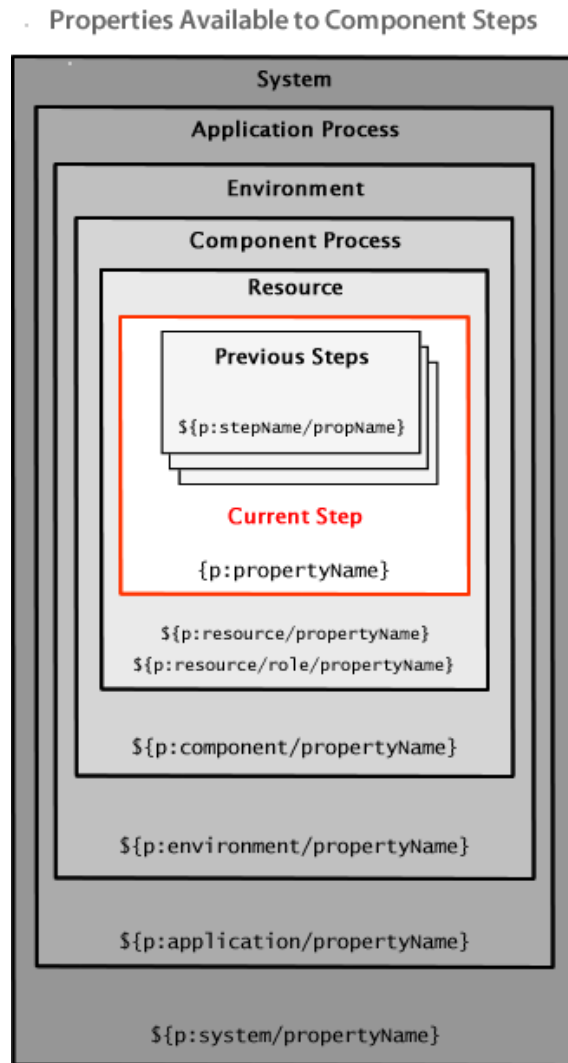 Properties Available to Component Steps
System
Application Process
Environment
Component Process
Resource
Previous Steps
${p:stepName/propName}
Current Step
{p:propertyName}
${p:resource/propertyName}
${p:resource/role/propertyName}
${p:component/propertyName}
${p:environment/propertyName}
${p:application/propertyName}
${p:system/propertyName}